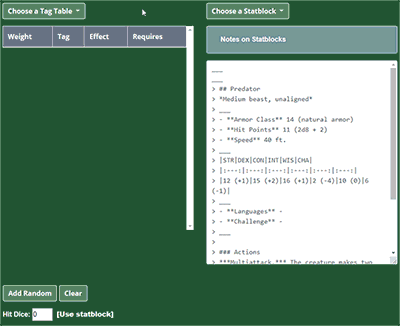 Choose a Tag Table
Choose a Statblock
Weight Tag Effect Requires
Notes on Statblocks
___
___
> ## Predator
> *Medium beast, unaligned*
> ___
> - **Armor Class** 14 (natural armor)
> - **Hit Points** 11 (2d8 + 2)
> - **Speed** 40 ft.
> ___
> |STR|DEX|CON|INT|WIS|CHA|
> |:---:|:---:|:---:|:---:|:---:|:---:|
> |12 (+1)|15 (+2)|16 (+1)|2 (-4)|10 (0)|6
(-1)|
> ___
> - **Languages** -
> - **Challenge** -
> ___
>
> ### Actions
> ***Multiattack.*** The creature makes two
Add Random Clear
Hit Dice: 0 [Use statblock]